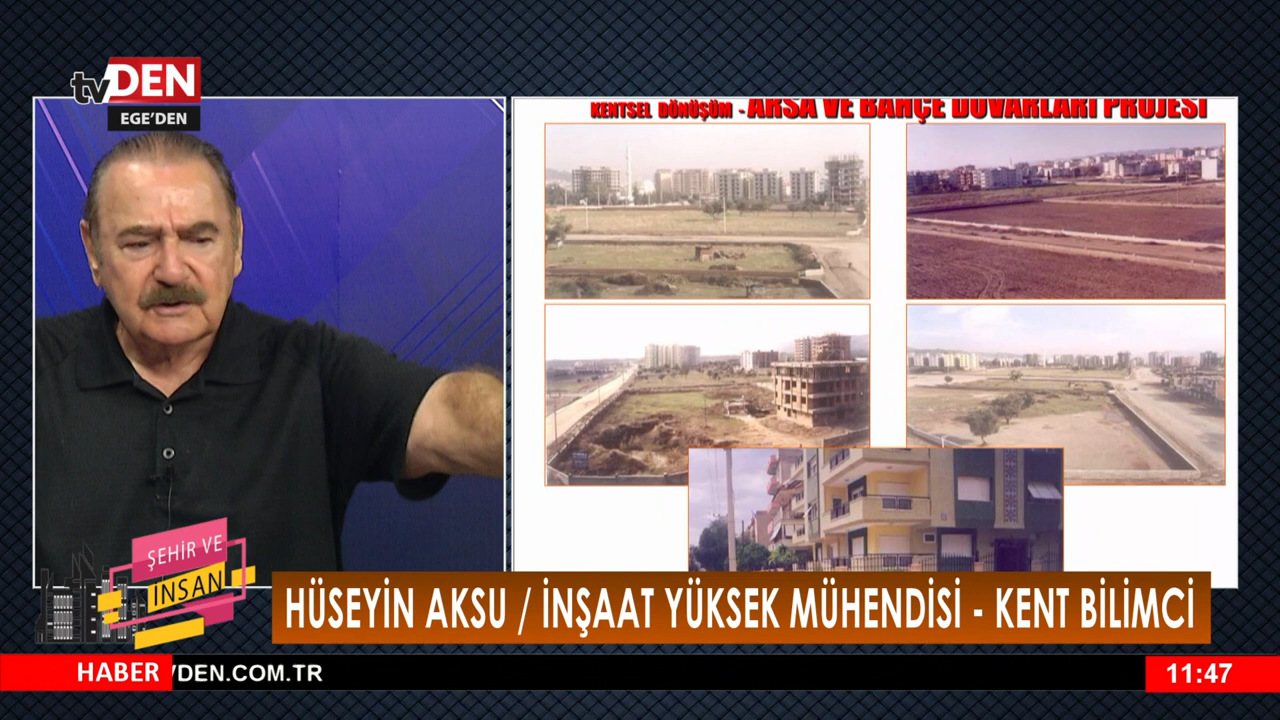 tvDEN
EGE'DEN
KENTSEL DÖNÜŞÜM - ARSA VE BAHÇE DUVARLARI PROJESİ
ŞEHİR VE
İNSAN
HÜSEYİN AKSU / İNŞAAT YÜKSEK MÜHENDİSİ - KENT BİLİMCİ
HABER VDEN.COM.TR
11:47